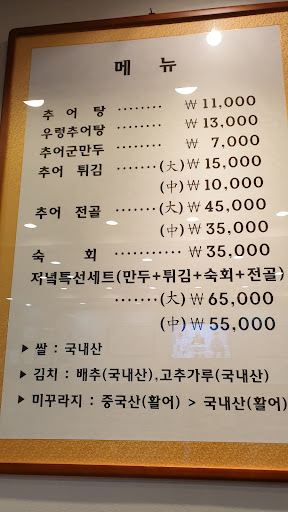 메 뉴
추 어 탕 ········ ₩ 11,000
우렁추어탕 ········ ₩ 13,000
추어군만두 ········ ₩ 7,000
추어 튀김 ·······(大)₩ 15,000
(中)₩ 10,000
추어 전골 ·······(大)₩ 45,000
(中)₩ 35,000
숙 회 ············ ₩ 35,000
저녁특선세트(만두+튀김+숙회+전골)
·······(大)₩ 65,000
(中)₩ 55,000
▶ 쌀 : 국내산
▶ 김치 : 배추(국내산),고추가루(국내산)
▶ 미꾸라지 : 중국산(활어) > 국내산(활어)